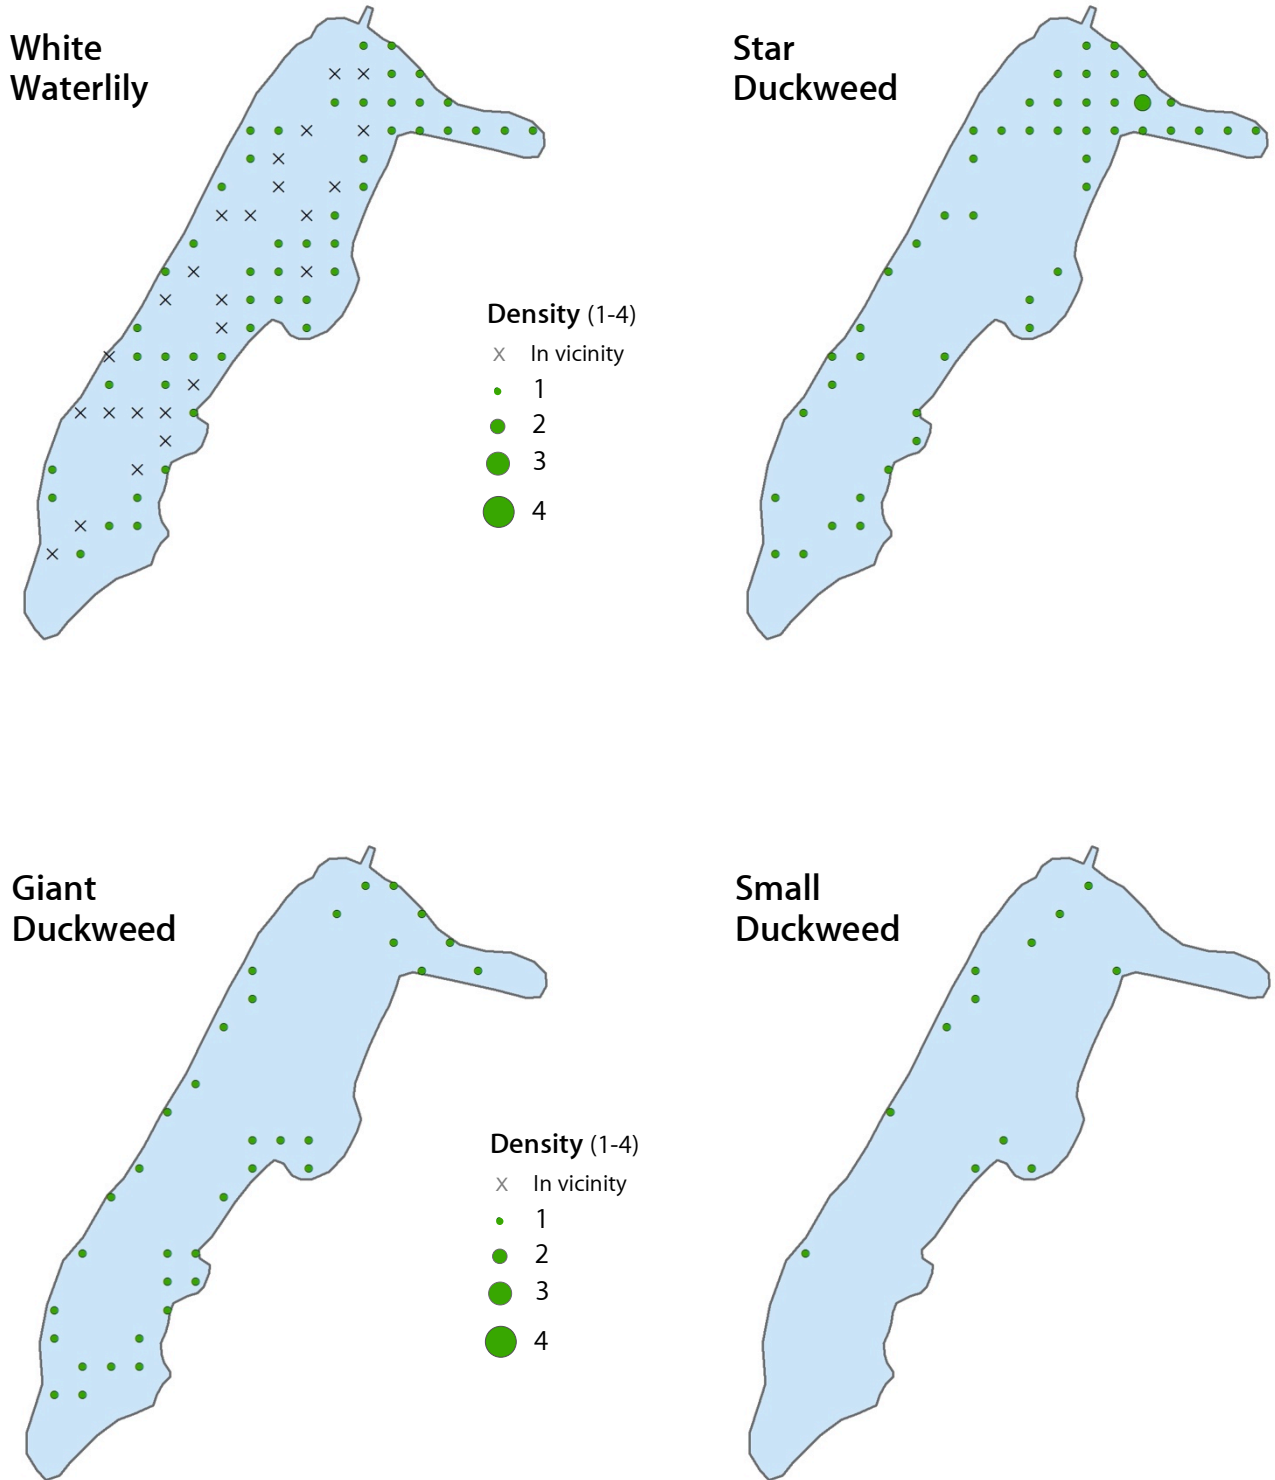 White
Waterlily
Star
Duckweed
Density (1-4)
x In vicinity
1
2
3
4
Giant
Duckweed
Small
Duckweed
Density (1-4)
x In vicinity
1
2
3
4